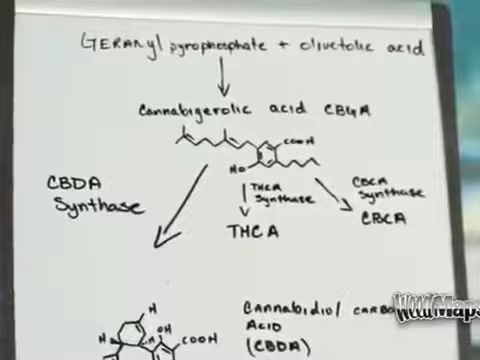 GERANyl pyrophosphate + olivetolic acid
Cannabigerolic acid CBGA
COOH
HO
CBDA
Synthase
THCA
Synthase
THCA
CBCA
Synthase
CBCA
H
OH
H
H
COOH
Cannabidiol
Acid
(CBDA)
WeedMaps